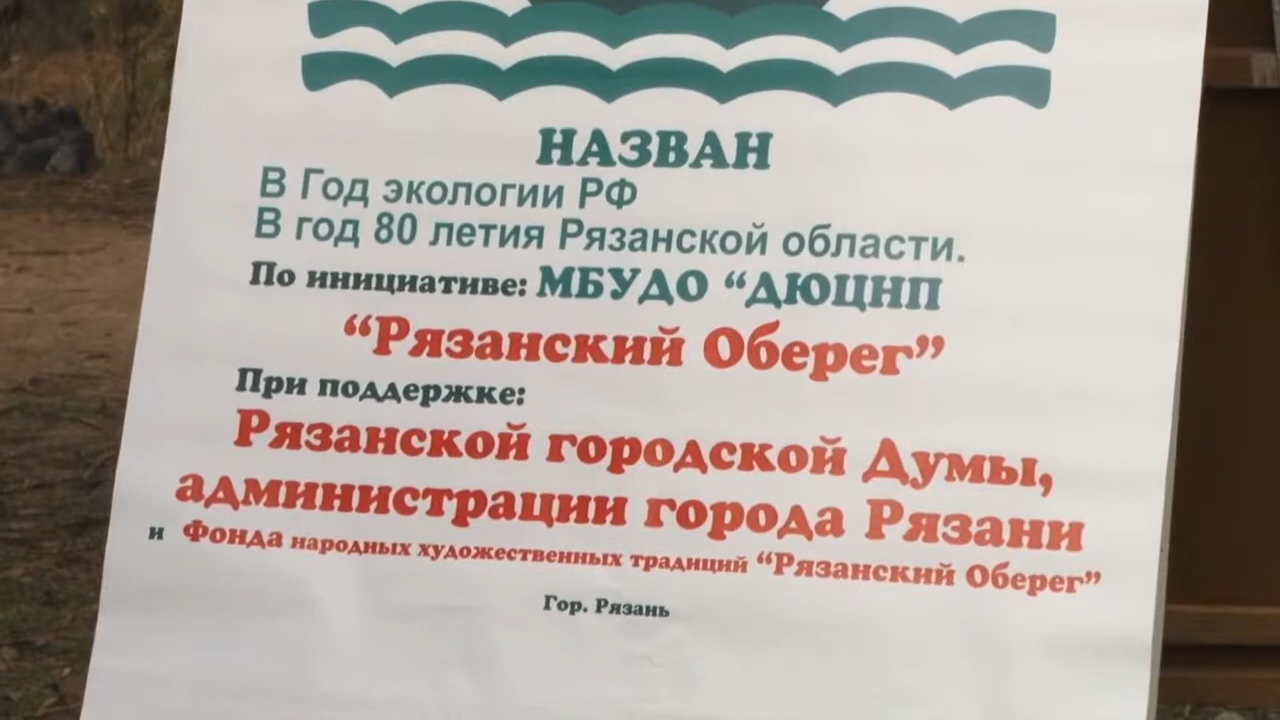 НАЗВАН
В Год экологии РФ
В год 80 летия Рязанской области.
По инициативе: МБУДО “ДЮЦНП
“Рязанский Оберег”
При поддержке:
Рязанской городской Думы,
администрации города Рязани
и Фонда народных художественных традиций “Рязанский Оберег”
Гор. Рязань